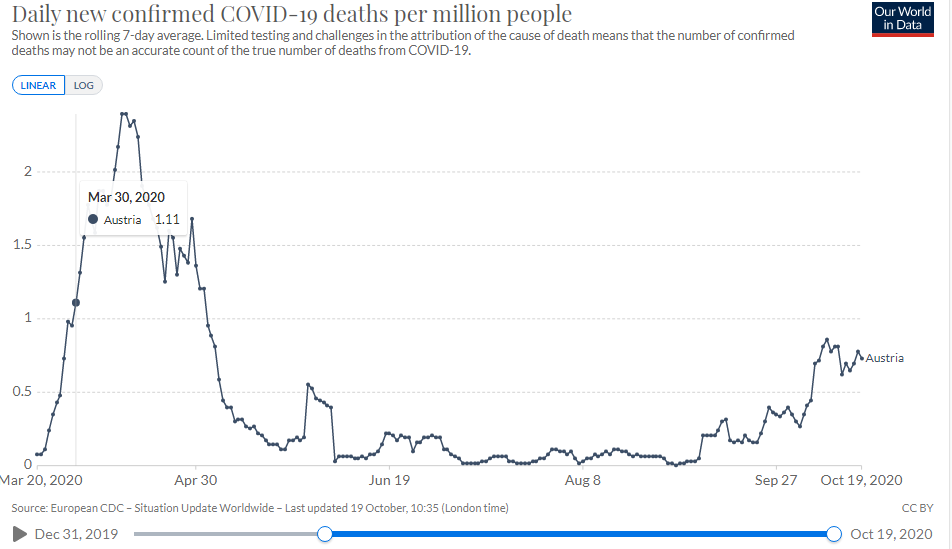 Daily new confirmed COVID-19 deaths per million people
Shown is the rolling 7-day average. Limited testing and challenges in the attribution of the cause of death means that the number of confirmed
deaths may not be an accurate count of the true number of deaths from COVID-19.
Our World
in Data
LINEAR LOG
2
Mar 30, 2020
Austria 1.11
1.5
1
Austria
0.5
0
Mar 20, 2020 Apr 30 Jun 19 Aug 8 Sep 27 Oct 19, 2020
Source: European CDC – Situation Update Worldwide – Last updated 19 October, 10:35 (London time) CC BY
Dec 31, 2019 Oct 19, 2020